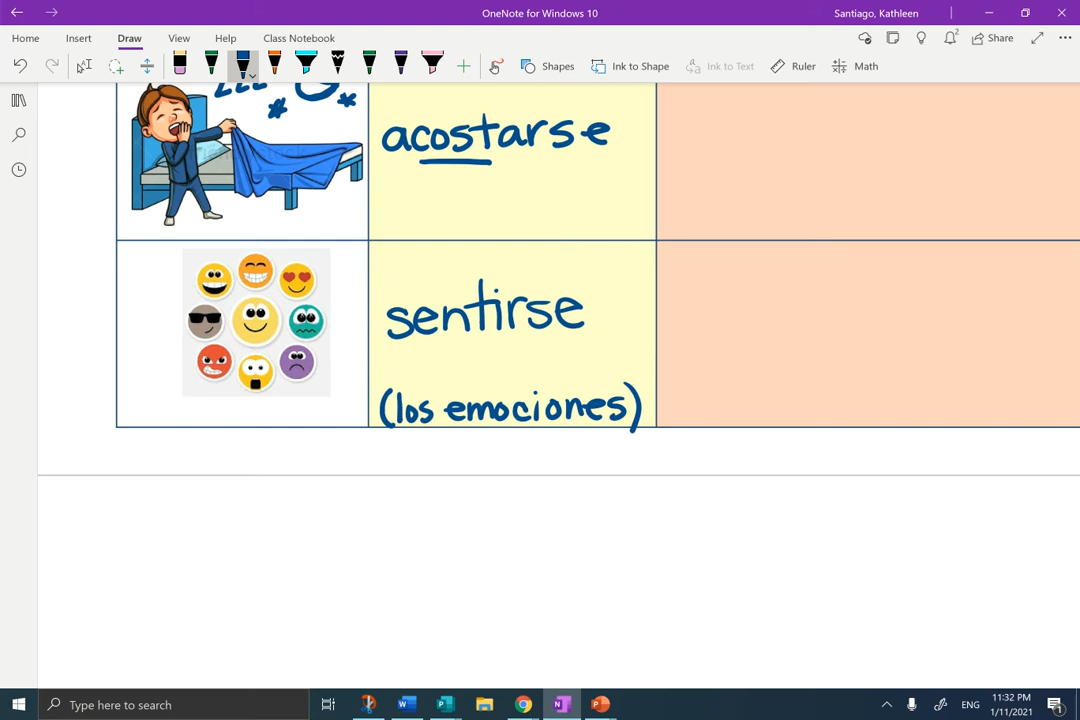 OneNote for Windows 10
Santiago, Kathleen
Home Insert Draw View Help Class Notebook
Share
Shapes Ink to Shape Ink to Text Ruler Math
acostarse
sentirse
(los emociones)
Type here to search
ENG
11:32 PM
1/11/2021